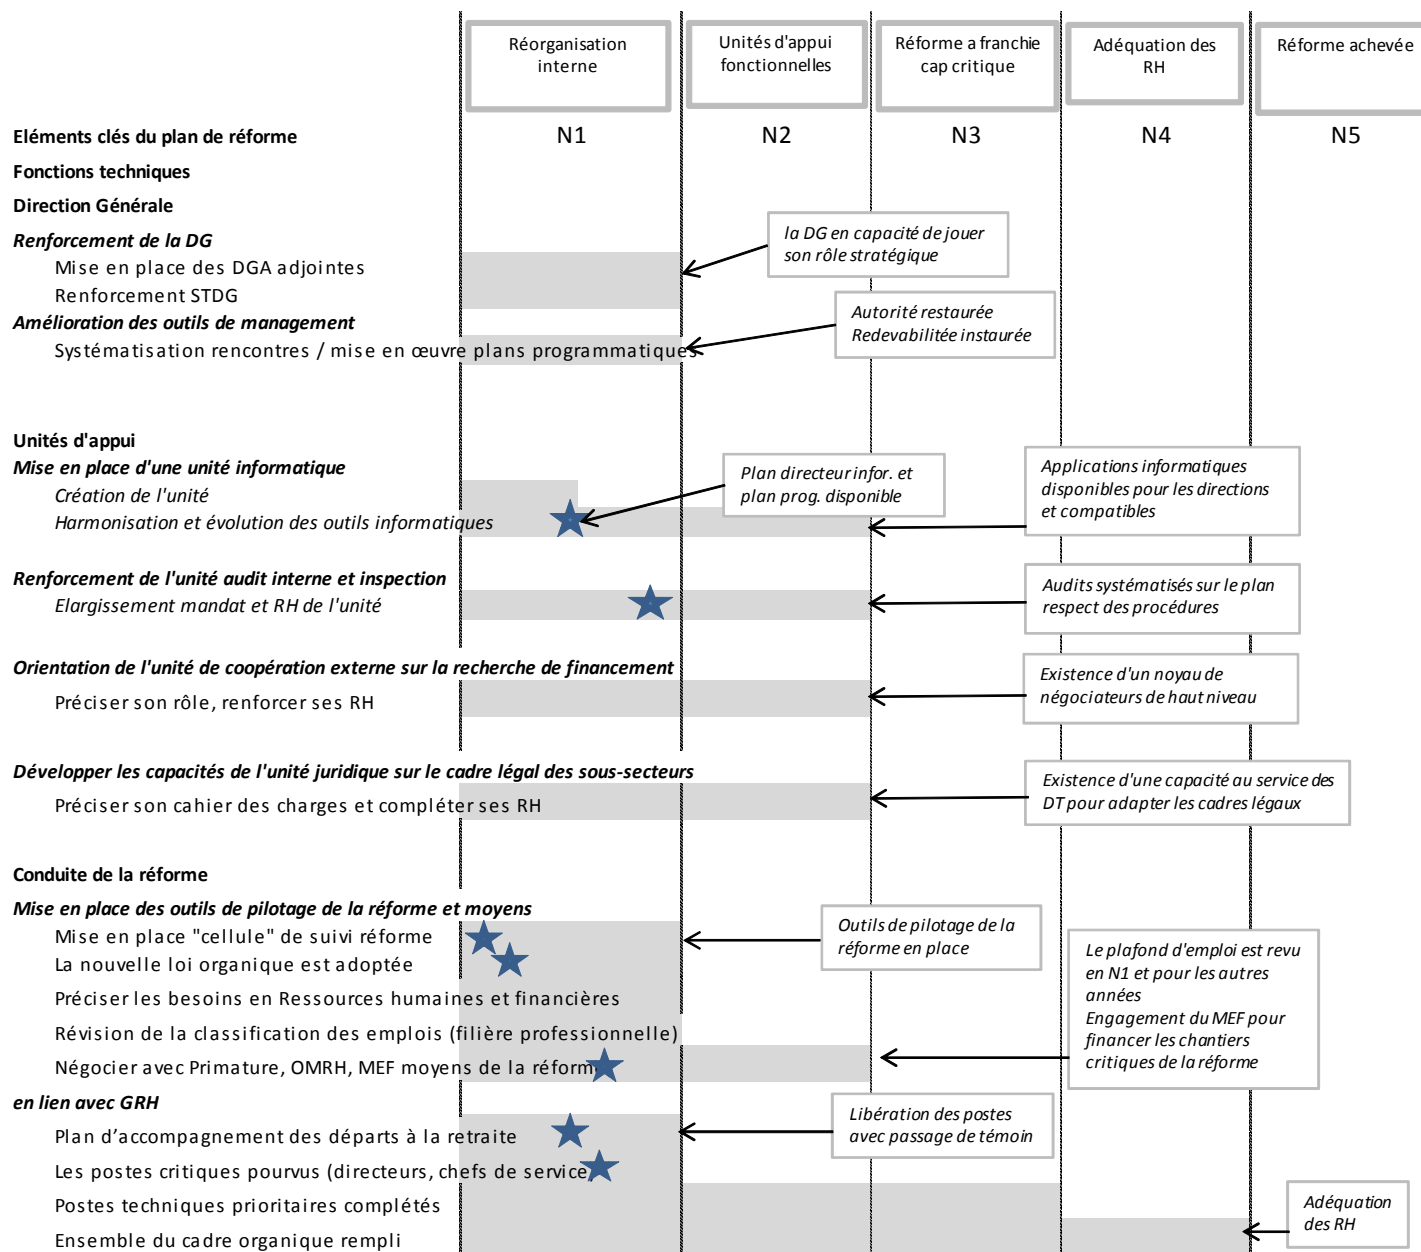 Réorganisation
interne
Unités d'appui
fonctionnelles
Réforme a franchie
cap critique
Adéquation des
RH
Réforme achevée
Eléments clés du plan de réforme
N1
N2
N3
N4
N5
Fonctions techniques
Direction Générale
Renforcement de la DG
la DG en capacité de jouer
son rôle stratégique
Mise en place des DGA adjointes
Renforcement STDG
Amélioration des outils de management
Autorité restaurée
Redevabilitée instaurée
Systématisation rencontres / mise en œuvre plans programmatiques
Unités d'appui
Mise en place d'une unité informatique
Plan directeur infor. et
plan prog. disponible
Applications informatiques
disponibles pour les directions
et compatibles
Création de l'unité
Harmonisation et évolution des outils informatiques
Renforcement de l'unité audit interne et inspection
Audits systématisés sur le plan
respect des procédures
Elargissement mandat et RH de l'unité
Orientation de l'unité de coopération externe sur la recherche de financement
Existence d'un noyau de
négociateurs de haut niveau
Préciser son rôle, renforcer ses RH
Développer les capacités de l'unité juridique sur le cadre légal des sous-secteurs
Existence d'une capacité au service des
DT pour adapter les cadres légaux
Préciser son cahier des charges et compléter ses RH
Conduite de la réforme
Mise en place des outils de pilotage de la réforme et moyens
Outils de pilotage de la
réforme en place
Mise en place "cellule" de suivi réforme
La nouvelle loi organique est adoptée
Le plafond d'emploi est revu
en N1 et pour les autres
années
Engagement du MEF pour
financer les chantiers
critiques de la réforme
Préciser les besoins en Ressources humaines et financières
Révision de la classification des emplois (filière professionnelle)
Négocier avec Primature, OMRH, MEF moyens de la réforme
en lien avec GRH
Libération des postes
avec passage de témoin
Plan d’accompagnement des départs à la retraite
Les postes critiques pourvus (directeurs, chefs de service)
Postes techniques prioritaires complétés
Adéquation
des RH
Ensemble du cadre organique rempli